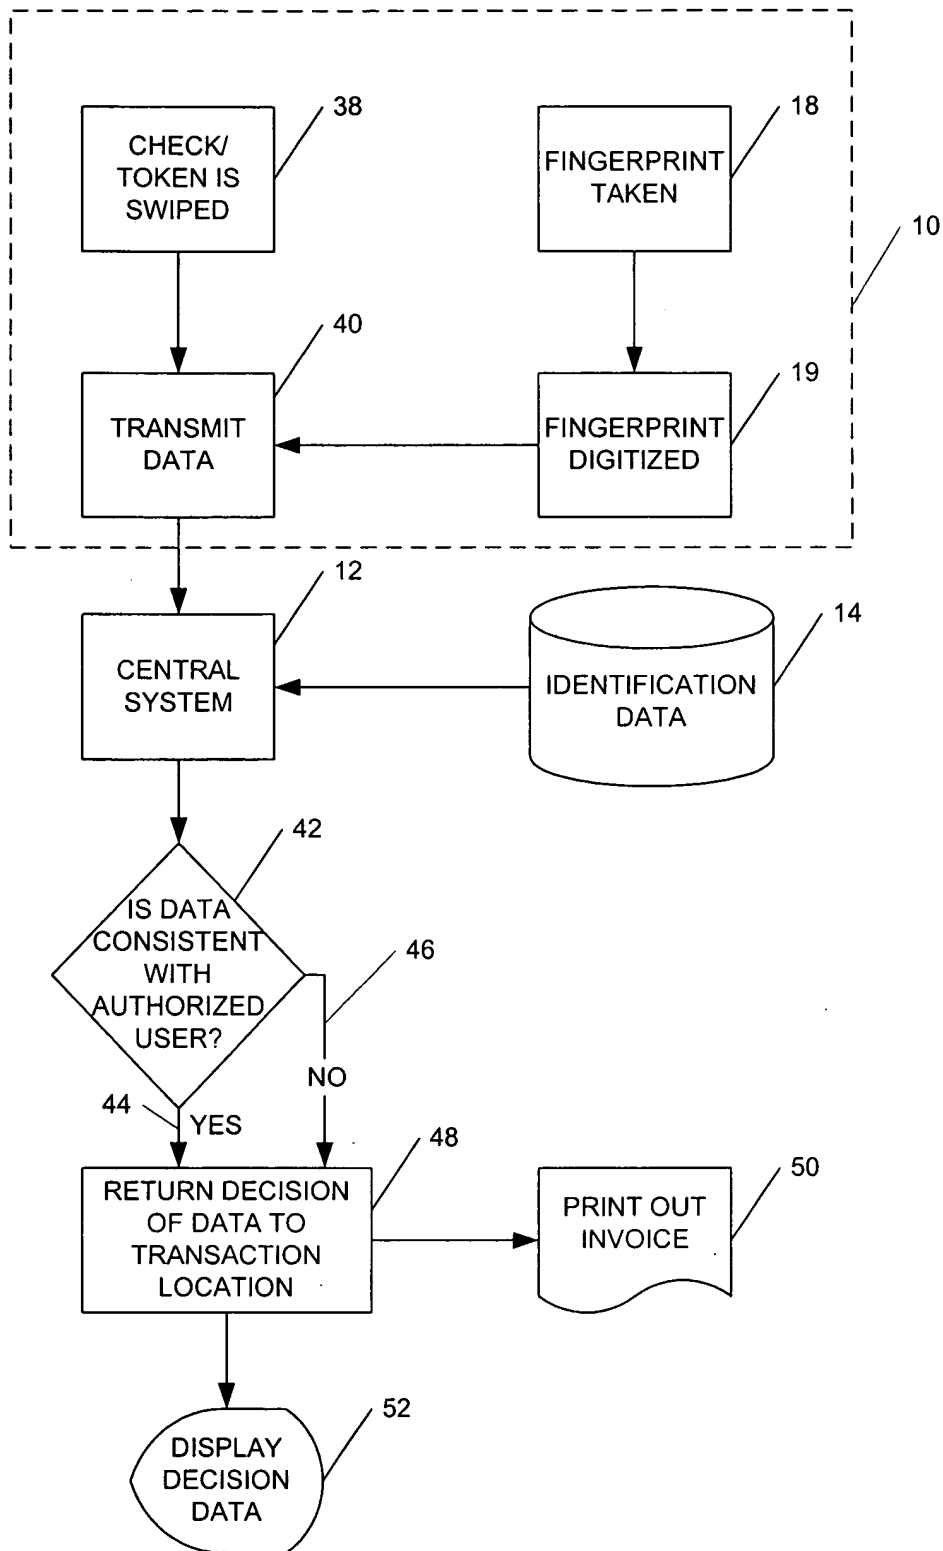 38
CHECK/
TOKEN IS
SWIPED
18
FINGERPRINT
TAKEN
10
40
TRANSMIT
DATA
19
FINGERPRINT
DIGITIZED
12
CENTRAL
SYSTEM
14
IDENTIFICATION
DATA
42
IS DATA
CONSISTENT
WITH
AUTHORIZED
USER?
46
NO
44
YES
48
RETURN DECISION
OF DATA TO
TRANSACTION
LOCATION
50
PRINT OUT
INVOICE
52
DISPLAY
DECISION
DATA